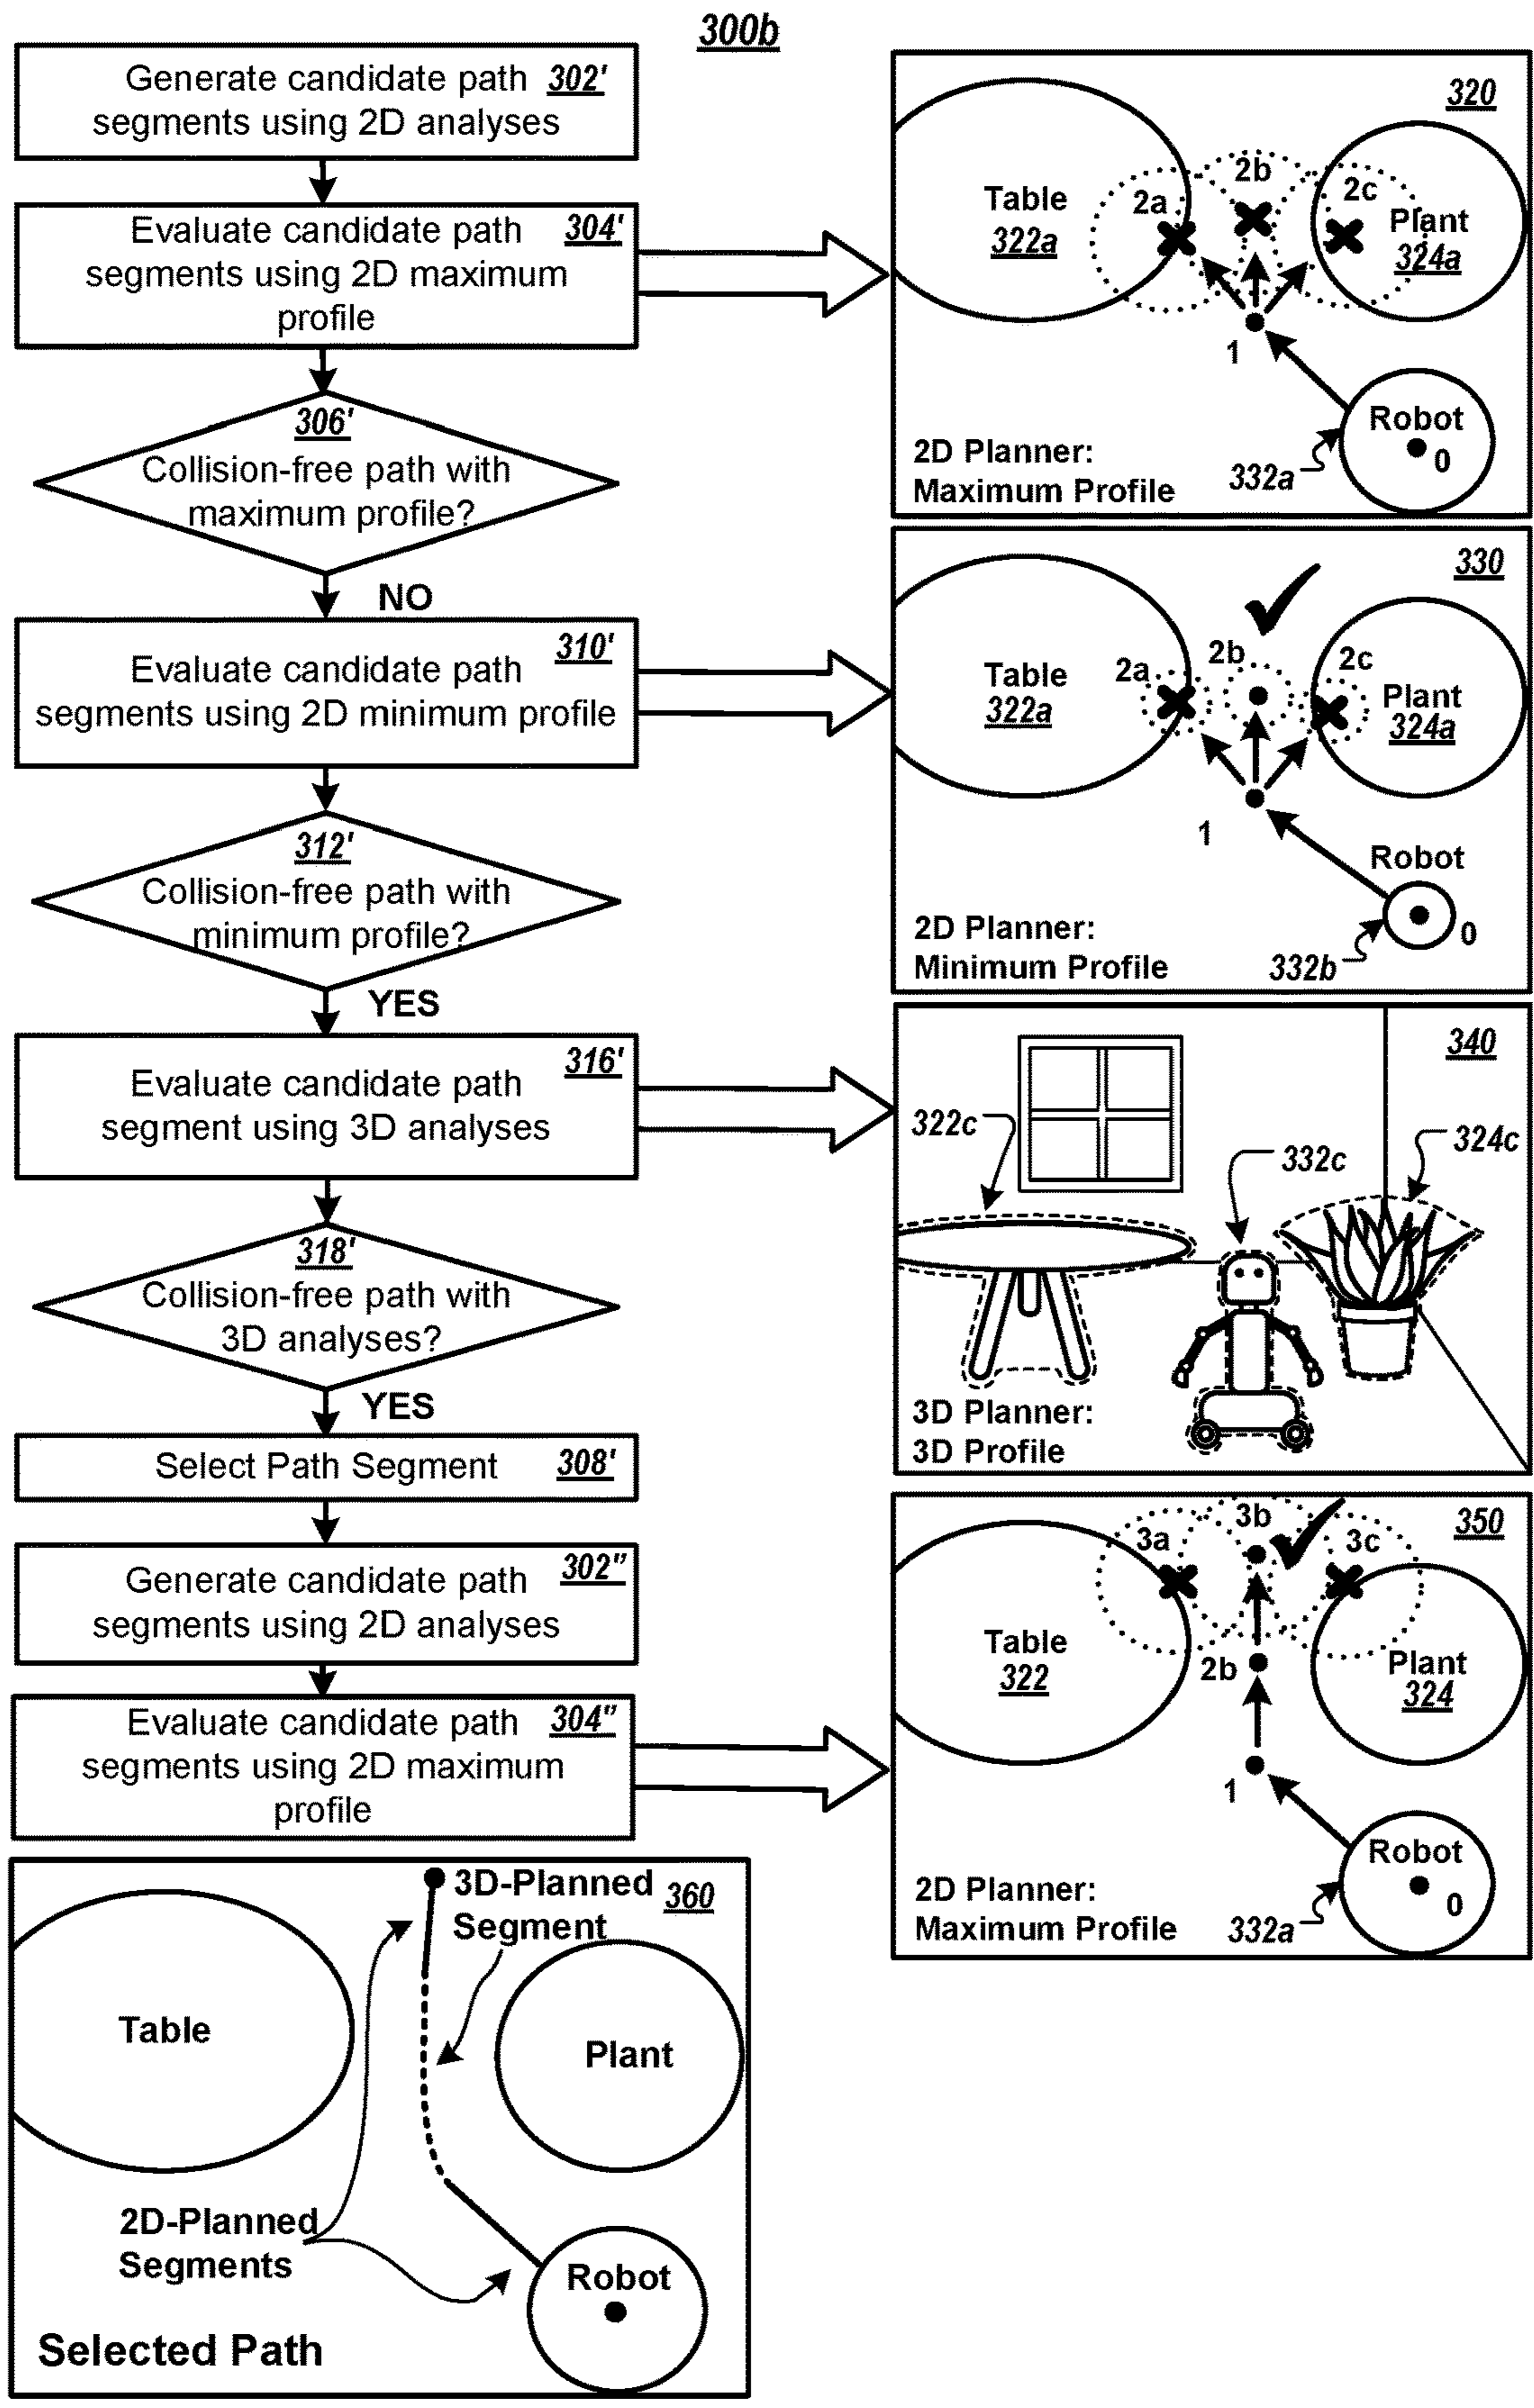 300b
Generate candidate path 302'
segments using 2D analyses
Evaluate candidate path 304'
segments using 2D maximum
profile
306'
Collision-free path with
maximum profile?
NO
310'
Evaluate candidate path
segments using 2D minimum profile
312'
Collision-free path with
minimum profile?
YES
316'
Evaluate candidate path
segment using 3D analyses
318'
Collision-free path with
3D analyses?
YES
Select Path Segment 308'
302"
Generate candidate path
segments using 2D analyses
Evaluate candidate path 304"
segments using 2D maximum
profile
320
2b
2a
2c
Table
322a
Plant
324a
1
Robot
0
332a
2D Planner:
Maximum Profile
330
2b
2a
2c
Table
322a
Plant
324a
1
Robot
0
332b
2D Planner:
Minimum Profile
340
322c
332c
324c
3D Planner:
3D Profile
350
3b
3a
3c
Table
322
2b
Plant
324
1
Robot
0
332a
2D Planner:
Maximum Profile
3D-Planned 360
Segment
Table
Plant
2D-Planned
Segments
Robot
Selected Path